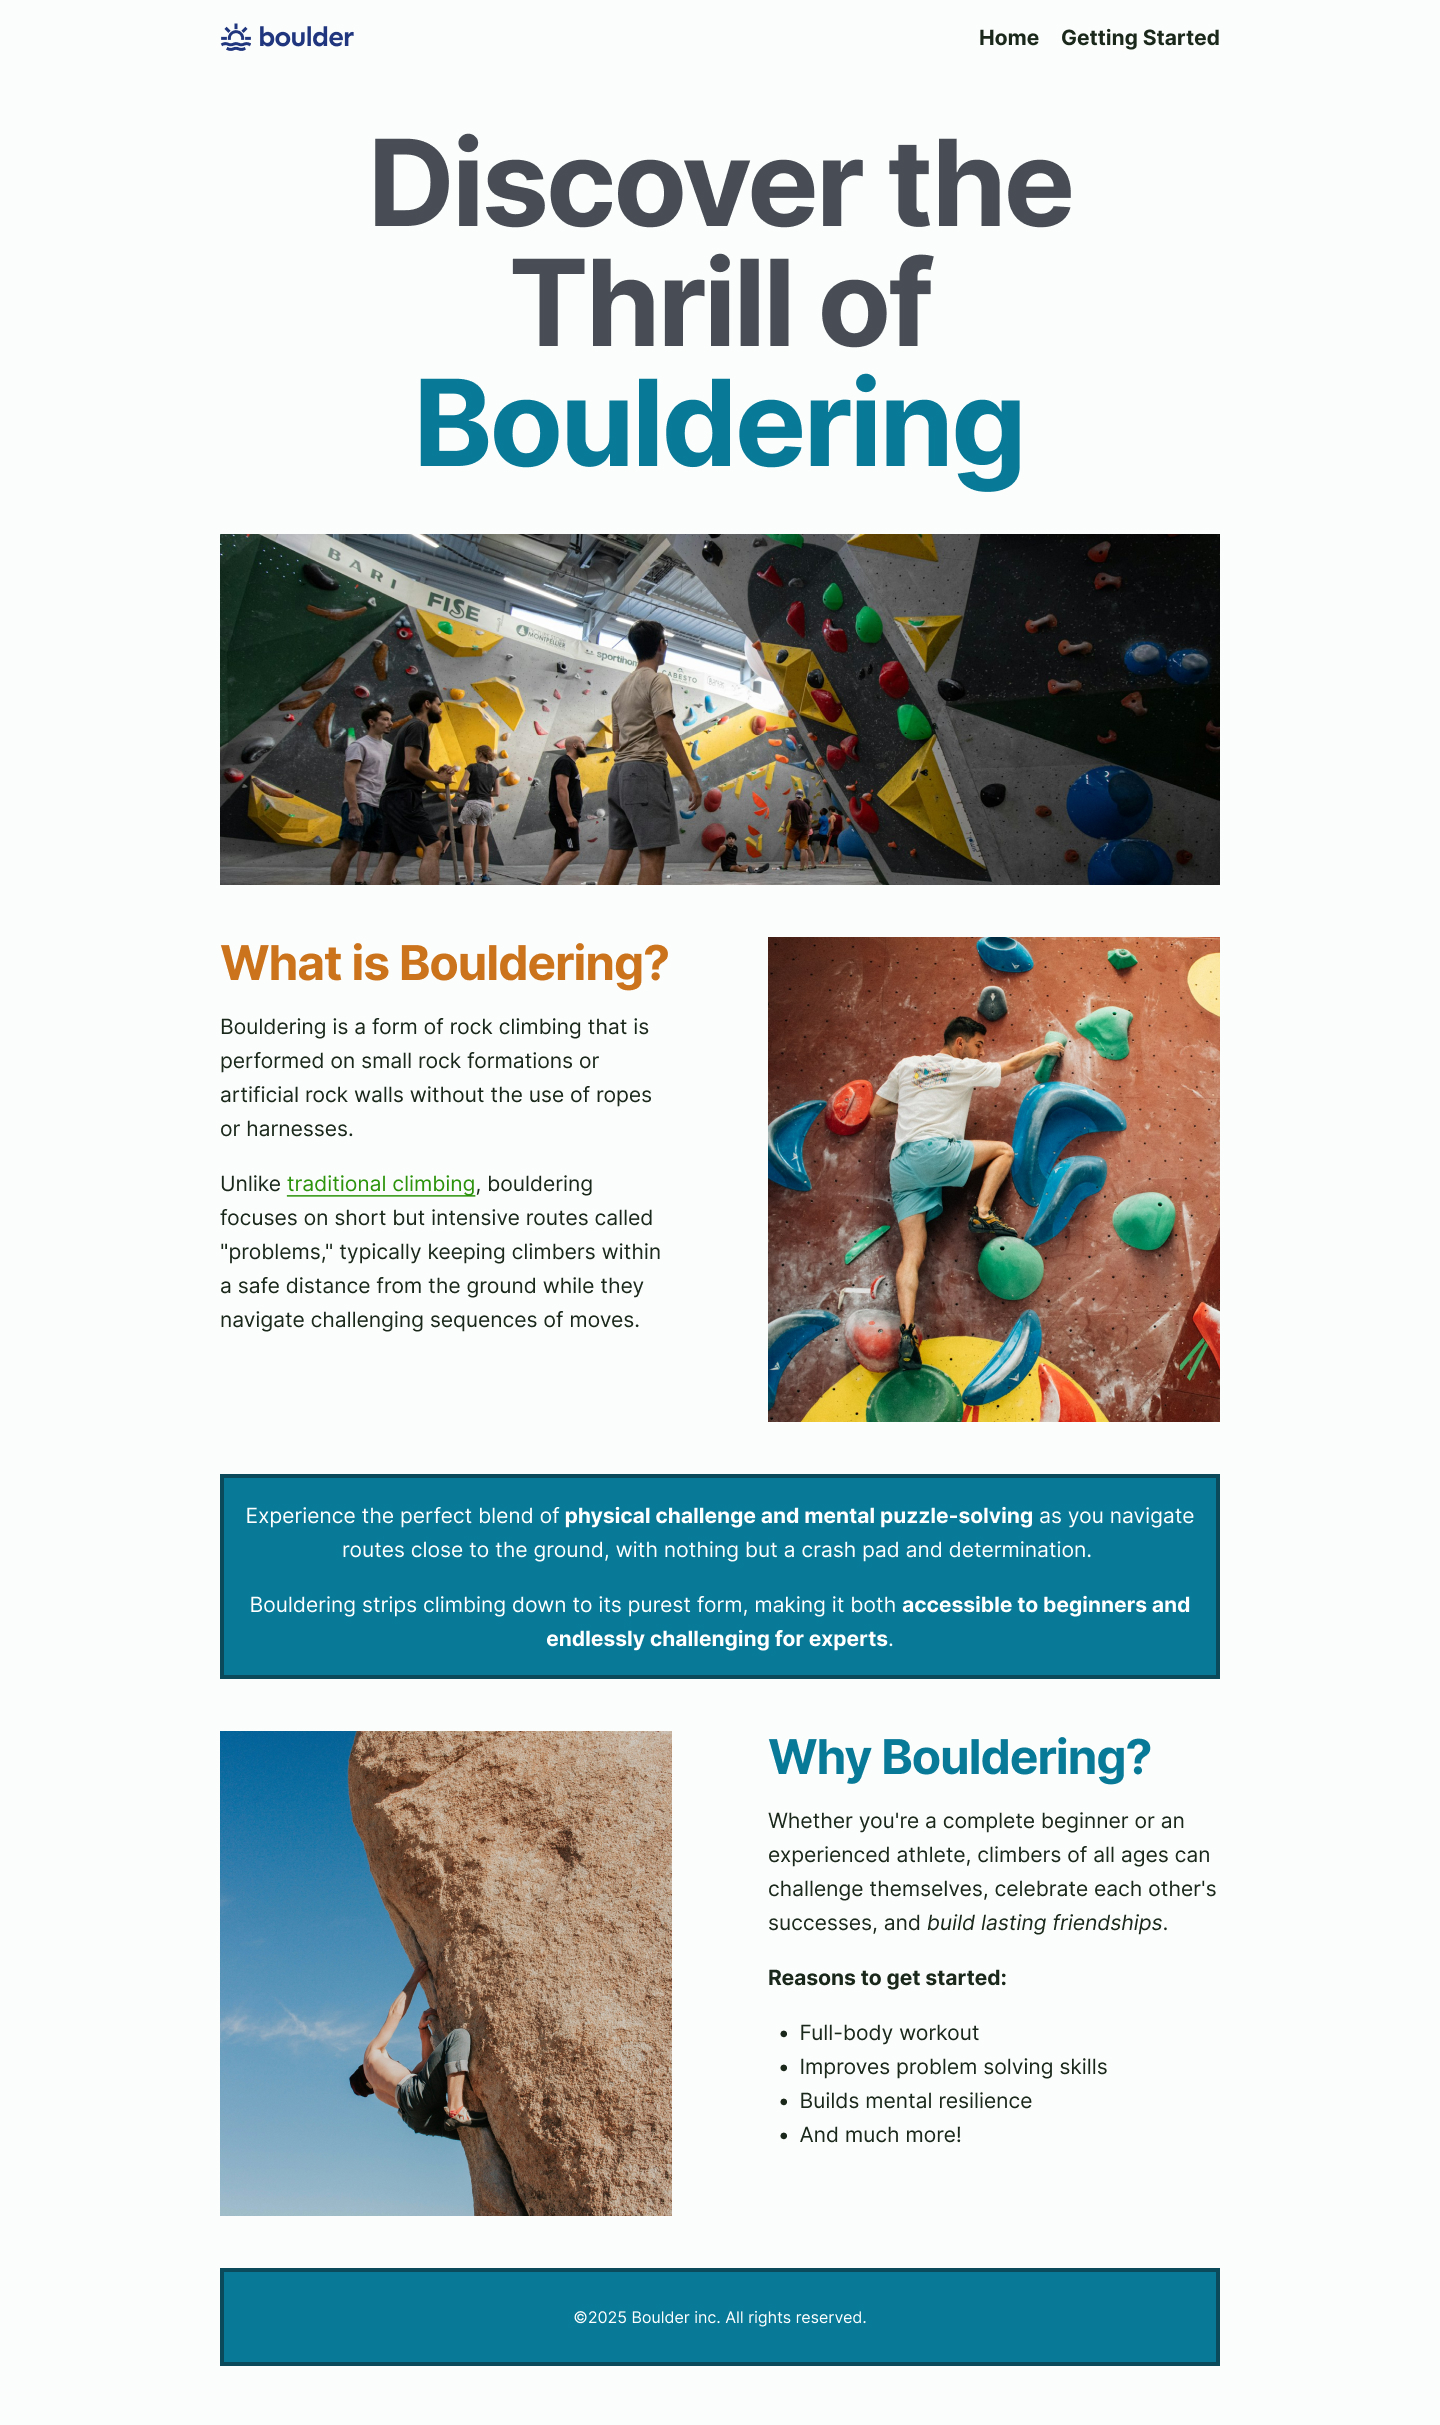 boulder
Home Getting Started
Discover the
Thrill of
Bouldering
BARI
FISE
MONTPELLIER
sportihome
CABESTO
What is Bouldering?
Bouldering is a form of rock climbing that is
performed on small rock formations or
artificial rock walls without the use of ropes
or harnesses.
Unlike traditional climbing, bouldering
focuses on short but intensive routes called
"problems," typically keeping climbers within
a safe distance from the ground while they
navigate challenging sequences of moves.
Experience the perfect blend of physical challenge and mental puzzle-solving as you navigate
routes close to the ground, with nothing but a crash pad and determination.
Bouldering strips climbing down to its purest form, making it both accessible to beginners and
endlessly challenging for experts.
Why Bouldering?
Whether you're a complete beginner or an
experienced athlete, climbers of all ages can
challenge themselves, celebrate each other's
successes, and build lasting friendships.
Reasons to get started:
• Full-body workout
• Improves problem solving skills
• Builds mental resilience
• And much more!
©2025 Boulder inc. All rights reserved.